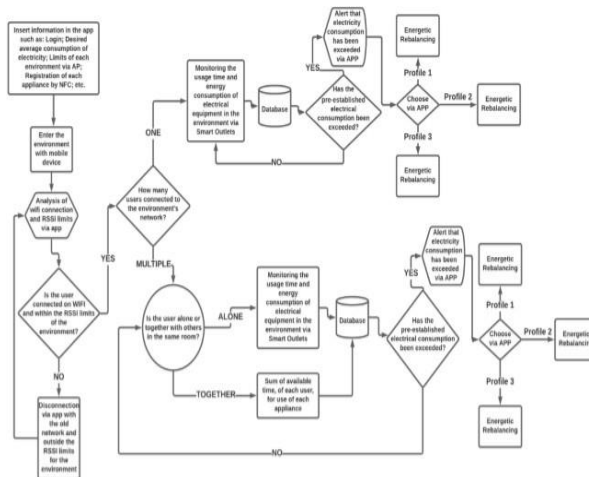 Insert information in the app
such as: Login; Desired
average consumption of
electricity; Limits of
each environment via AP;
Registration of each
appliance by NFC; etc.
Enter the
environment
with mobile
device
Analysis of
wifi connection
and RSSI limits
via app
Is the user
connected on WIFI
and within the RSSI limits
of the environment?
YES
NO
Disconnection
via app with the
old network and
outside the
RSSI limits
for the
environment
How many
users connected to
the environment's
network?
ONE
MULTIPLE
Monitoring the
usage time and
energy
consumption of
electrical
equipment in the
environment via
Smart Outlets
Database
Has the
pre-established
electrical consumption
been exceeded?
YES
NO
Alert that
electricity
consumption
has been
exceeded
via APP
Choose
via APP
Profile 1
Energetic
Rebalancing
Profile 2
Energetic
Rebalancing
Profile 3
Energetic
Rebalancing
Is the user alone or
together with others
in the same room?
ALONE
TOGETHER
Monitoring the
usage time and
energy
consumption of
electrical
equipment in the
environment via
Smart Outlets
Sum of available
time, of each user,
for use of each
appliance
Database
Has the
pre-established
electrical consumption
been exceeded?
YES
NO
Alert that
electricity
consumption
has been
exceeded via
APP
Choose
via APP
Profile 1
Energetic
Rebalancing
Profile 2
Energetic
Rebalancing
Profile 3
Energetic
Rebalancing